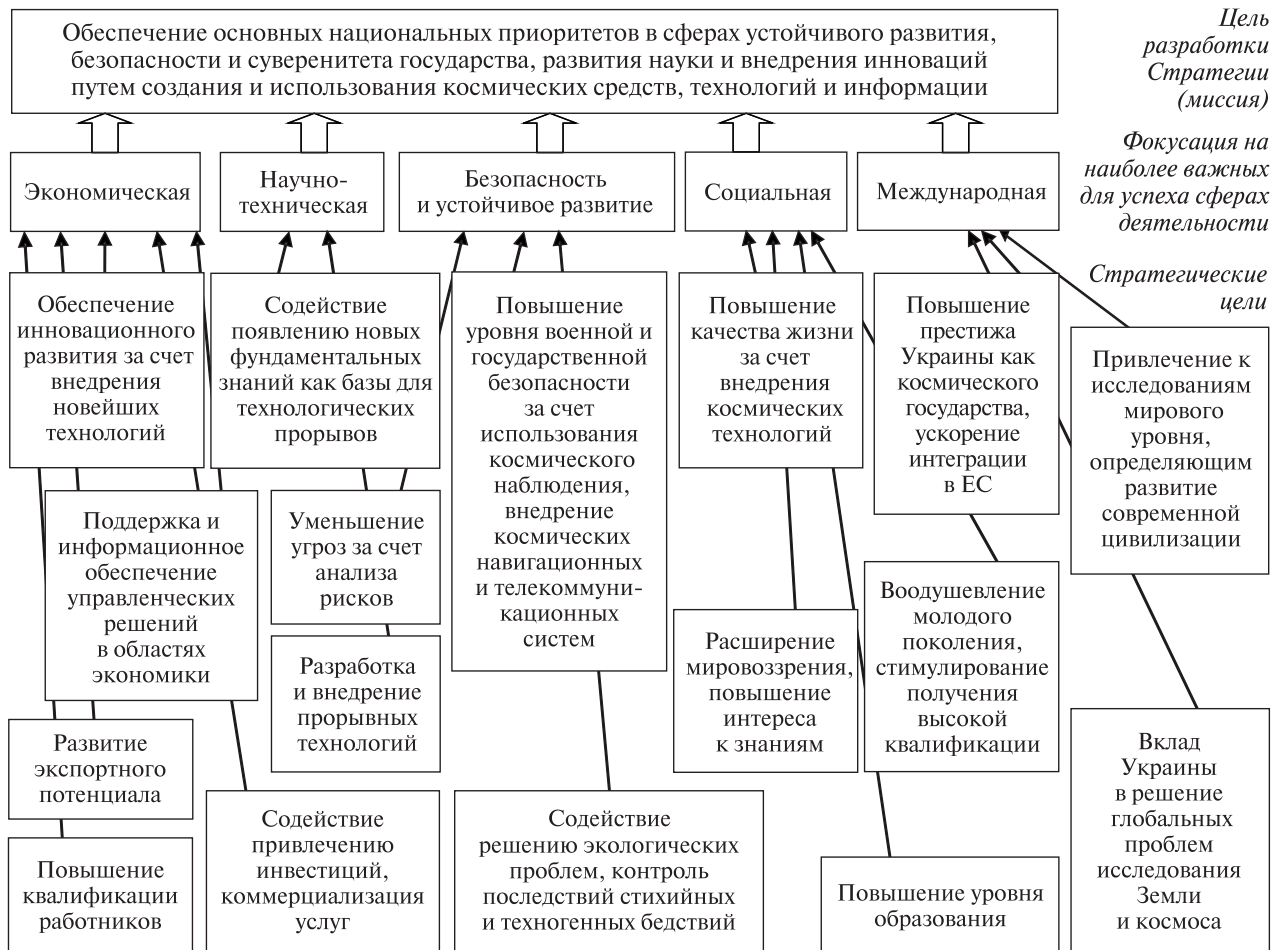 Обеспечение основных национальных приоритетов в сферах устойчивого развития,
безопасности и суверенитета государства, развития науки и внедрения инноваций
путем создания и использования космических средств, технологий и информации
Цель
разработки
Стратегии
(миссия)
Экономическая
Научно-
техническая
Безопасность
и устойчивое развитие
Социальная
Международная
Фокусация на
наиболее важных
для успеха сферах
деятельности
Стратегические
цели
Обеспечение
инновационного
развития за счет
внедрения
новейших
технологий
Содействие
появлению новых
фундаментальных
знаний как базы для
технологических
прорывов
Повышение
уровня военной и
государственной
безопасности
за счет
использования
космического
наблюдения,
внедрение
космических
навигационных
и телекоммуни-
кационных
систем
Повышение
качества жизни
за счет
внедрения
космических
технологий
Повышение
престижа
Украины как
космического
государства,
ускорение
интеграции
в ЕС
Привлечение к
исследованиям
мирового
уровня,
определяющим
развитие
современной
цивилизации
Поддержка и
информационное
обеспечение
управленческих
решений
в областях
экономики
Уменьшение
угроз за счет
анализа
рисков
Разработка
и внедрение
прорывных
технологий
Расширение
мировоззрения,
повышение
интереса
к знаниям
Воодушевление
молодого
поколения,
стимулирование
получения
высокой
квалификации
Развитие
экспортного
потенциала
Повышение
квалификации
работников
Содействие
привлечению
инвестиций,
коммерциализация
услуг
Содействие
решению экологических
проблем, контроль
последствий стихийных
и техногенных бедствий
Повышение уровня
образования
Вклад
Украины
в решение
глобальных
проблем
исследования
Земли
и космоса